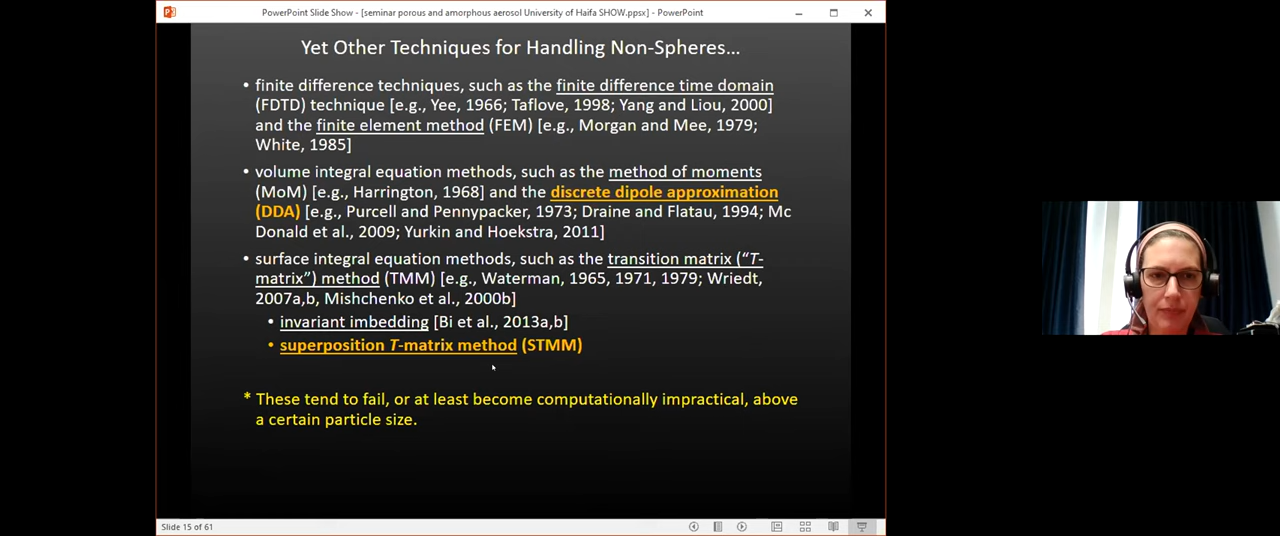 PowerPoint Slide Show - [seminar porous and amorphous aerosol University of Haifa SHOW.ppsx] - PowerPoint
Yet Other Techniques for Handling Non-Spheres…
• finite difference techniques, such as the finite difference time domain
(FDTD) technique [e.g., Yee, 1966; Taflove, 1998; Yang and Liou, 2000]
and the finite element method (FEM) [e.g., Morgan and Mee, 1979;
White, 1985]
• volume integral equation methods, such as the method of moments
(MoM) [e.g., Harrington, 1968] and the discrete dipole approximation
(DDA) [e.g., Purcell and Pennypacker, 1973; Draine and Flatau, 1994; Mc
Donald et al., 2009; Yurkin and Hoekstra, 2011]
• surface integral equation methods, such as the transition matrix (“T-
matrix”) method (TMM) [e.g., Waterman, 1965, 1971, 1979; Wriedt,
2007a,b, Mishchenko et al., 2000b]
• invariant imbedding [Bi et al., 2013a,b]
• superposition T-matrix method (STMM)
* These tend to fail, or at least become computationally impractical, above
a certain particle size.
Slide 15 of 61